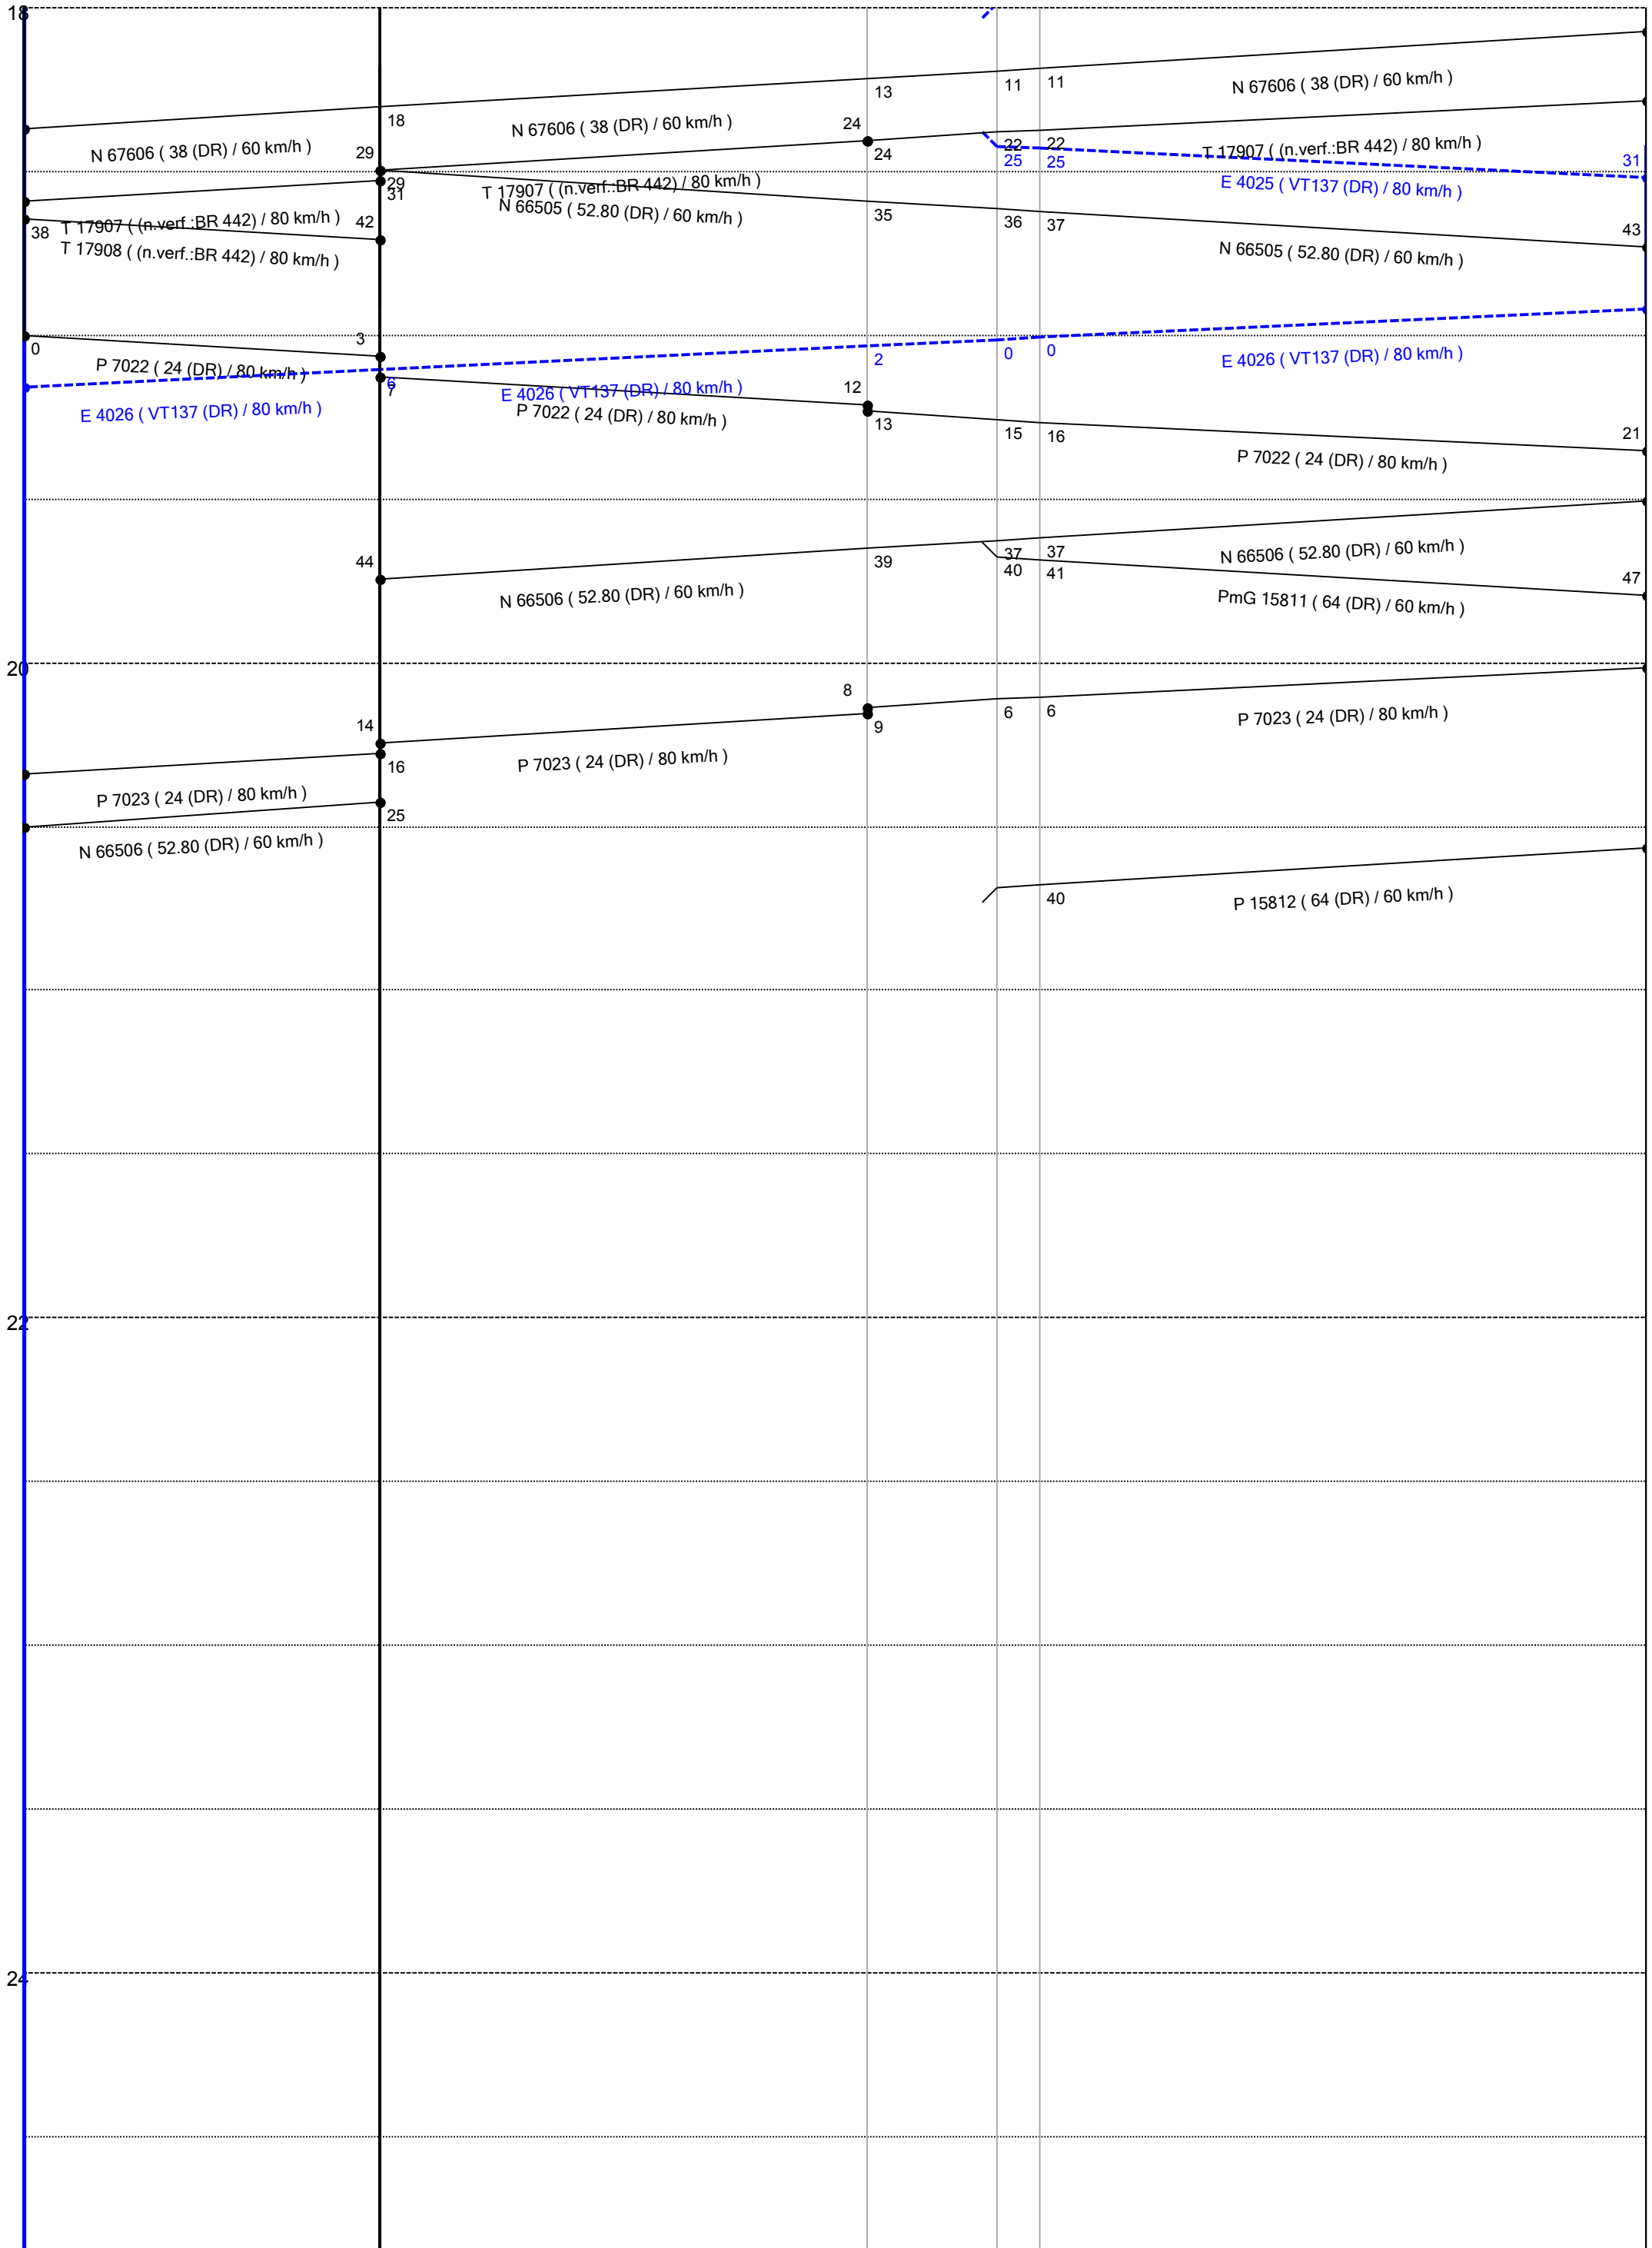 18
13
11
11
N 67606 ( 38 (DR) / 60 km/h )
18
N 67606 ( 38 (DR) / 60 km/h )
24
N 67606 ( 38 (DR) / 60 km/h )
29
24
22
22
T 17907 ( (n.verf.:BR 442) / 80 km/h )
25
25
31
E 4025 ( VT137 (DR) / 80 km/h )
29
31
T 17907 ( (n.verf.:BR 442) / 80 km/h )
N 66505 ( 52.80 (DR) / 60 km/h )
35
36
37
43
38
T 17907 ( (n.verf.:BR 442) / 80 km/h )
42
T 17908 ( (n.verf.:BR 442) / 80 km/h )
N 66505 ( 52.80 (DR) / 60 km/h )
0
3
P 7022 ( 24 (DR) / 80 km/h )
2
0
0
E 4026 ( VT137 (DR) / 80 km/h )
6
7
E 4026 ( VT137 (DR) / 80 km/h )
12
E 4026 ( VT137 (DR) / 80 km/h )
P 7022 ( 24 (DR) / 80 km/h )
13
15
16
21
P 7022 ( 24 (DR) / 80 km/h )
44
39
37
37
N 66506 ( 52.80 (DR) / 60 km/h )
40
41
47
N 66506 ( 52.80 (DR) / 60 km/h )
PmG 15811 ( 64 (DR) / 60 km/h )
20
8
6
6
P 7023 ( 24 (DR) / 80 km/h )
14
9
16
P 7023 ( 24 (DR) / 80 km/h )
P 7023 ( 24 (DR) / 80 km/h )
25
N 66506 ( 52.80 (DR) / 60 km/h )
40
P 15812 ( 64 (DR) / 60 km/h )
22
24